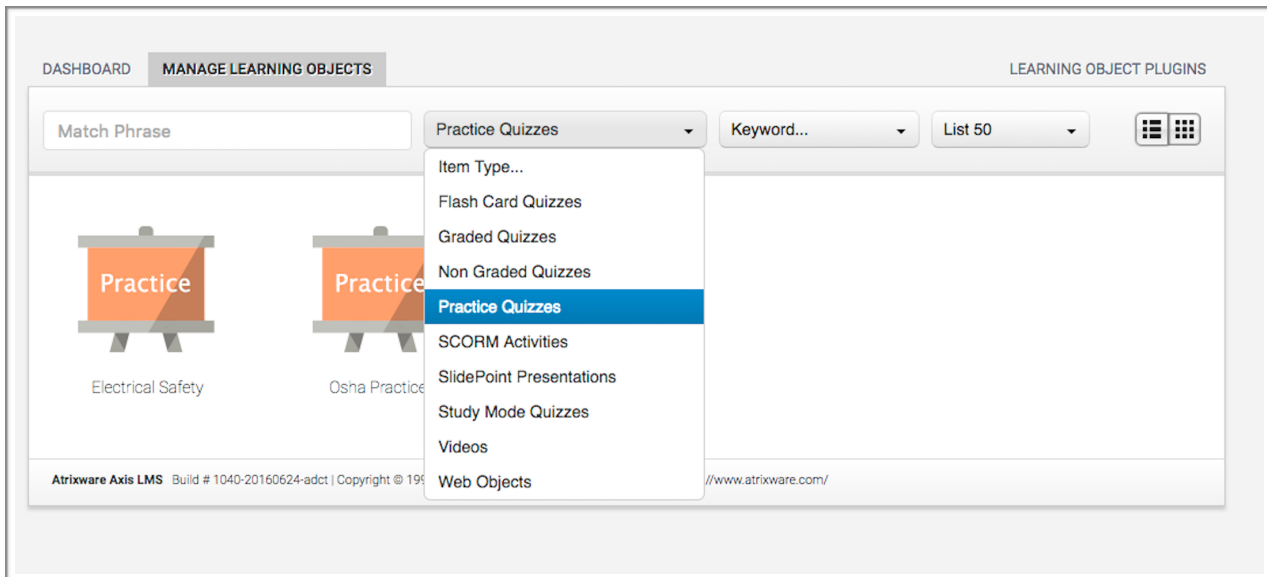 DASHBOARD MANAGE LEARNING OBJECTS LEARNING OBJECT PLUGINS
Match Phrase Practice Quizzes Keyword... List 50
Item Type...
Flash Card Quizzes
Graded Quizzes
Non Graded Quizzes
Practice Quizzes
SCORM Activities
SlidePoint Presentations
Study Mode Quizzes
Videos
Web Objects
Practice Practice
Electrical Safety Osha Practice
Atrixware Axis LMS Build # 1040-20160624-adct | Copyright © 199 //www.atrixware.com/